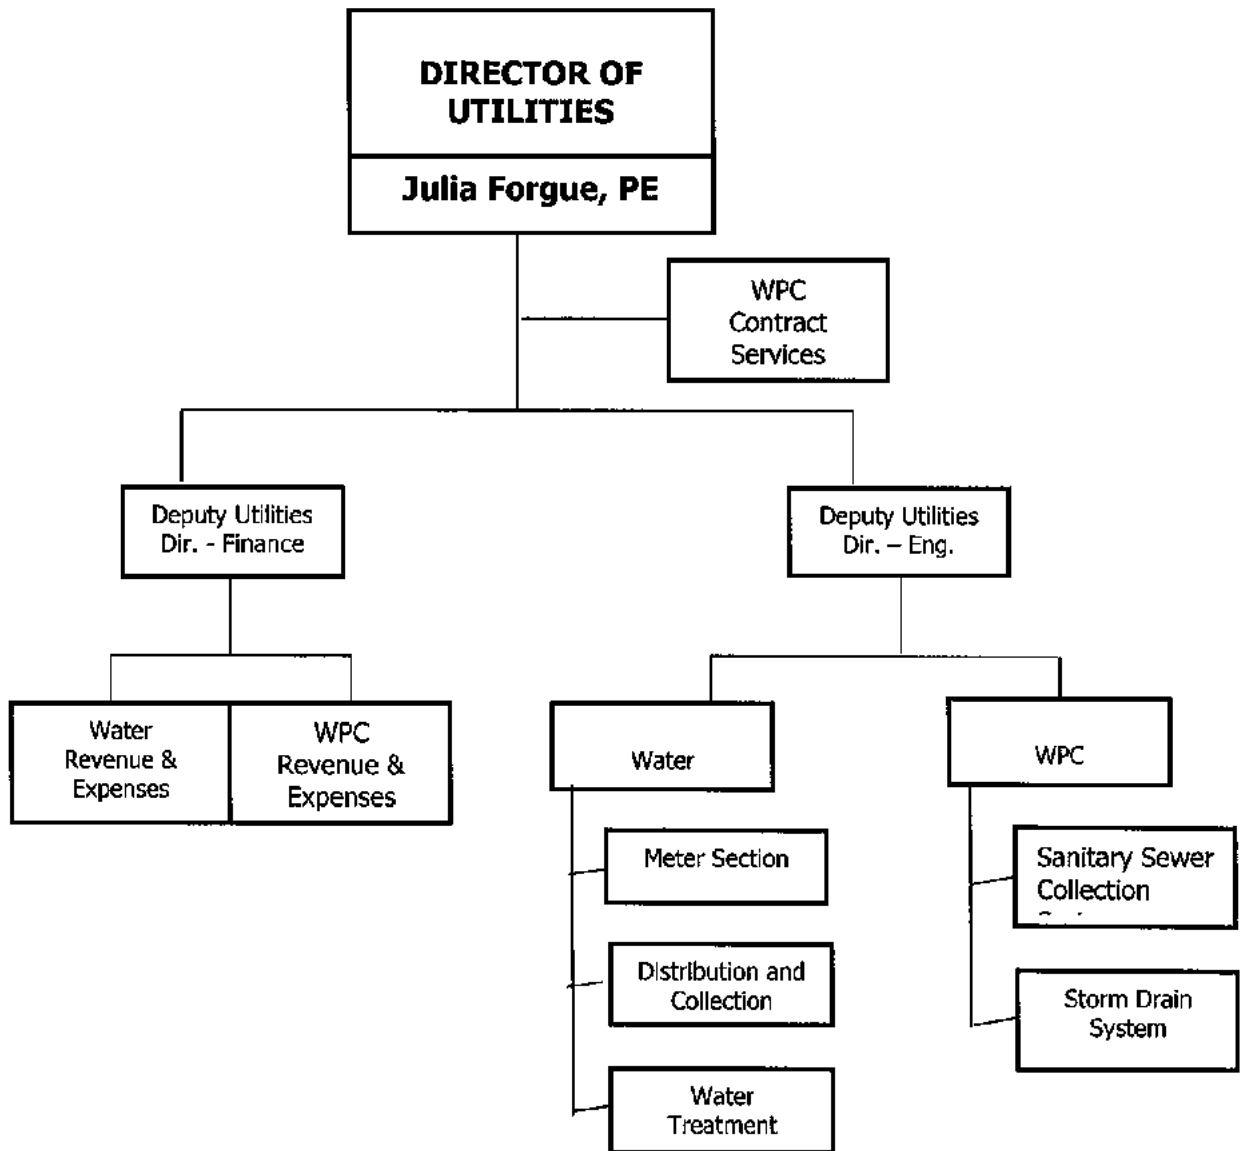 DIRECTOR OF
UTILITIES
Julia Forgue, PE
WPC
Contract
Services
Deputy Utilities
Dir. - Finance
Deputy Utilities
Dir. – Eng.
Water
Revenue &
Expenses
WPC
Revenue &
Expenses
Water
WPC
Meter Section
Sanitary Sewer
Collection
Distribution and
Collection
Storm Drain
System
Water
Treatment